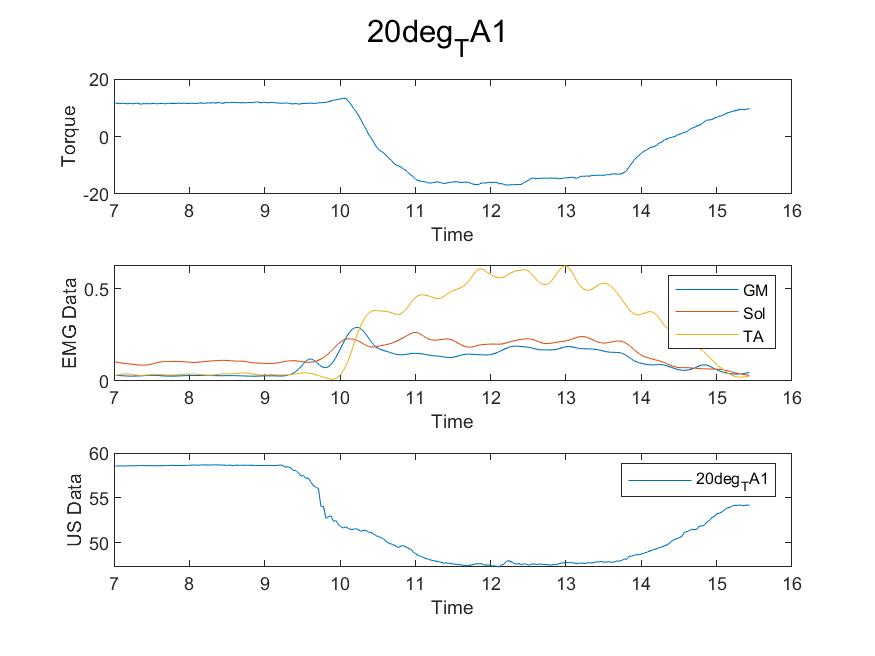 20deg_TA1
20
0
-20
Torque
7 8 9 10 11 12 13 14 15 16
Time
0.5
0
EMG Data
GM
Sol
TA
7 8 9 10 11 12 13 14 15 16
Time
60
55
50
US Data
20deg_TA1
7 8 9 10 11 12 13 14 15 16
Time